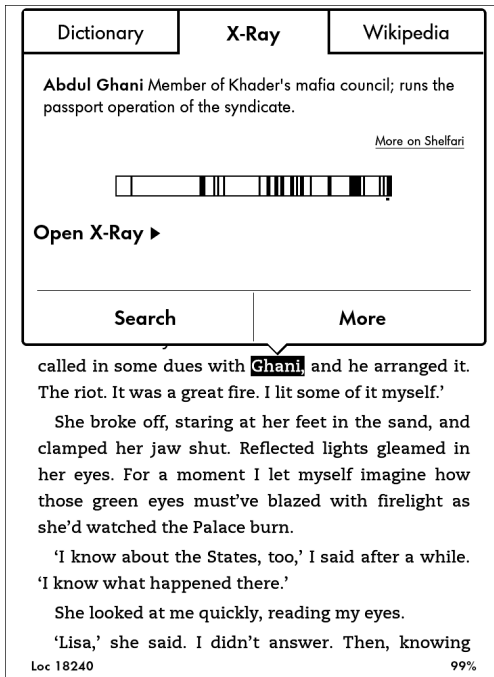 Dictionary
X-Ray
Wikipedia
Abdul Ghani Member of Khader's mafia council; runs the
passport operation of the syndicate.
More on Shelfari
Open X-Ray ▶
Search
More
called in some dues with Ghani, and he arranged it.
The riot. It was a great fire. I lit some of it myself.’
She broke off, staring at her feet in the sand, and
clamped her jaw shut. Reflected lights gleamed in
her eyes. For a moment I let myself imagine how
those green eyes must’ve blazed with firelight as
she’d watched the Palace burn.
‘I know about the States, too,’ I said after a while.
‘I know what happened there.’
She looked at me quickly, reading my eyes.
‘Lisa,’ she said. I didn’t answer. Then, knowing
Loc 18240
99%